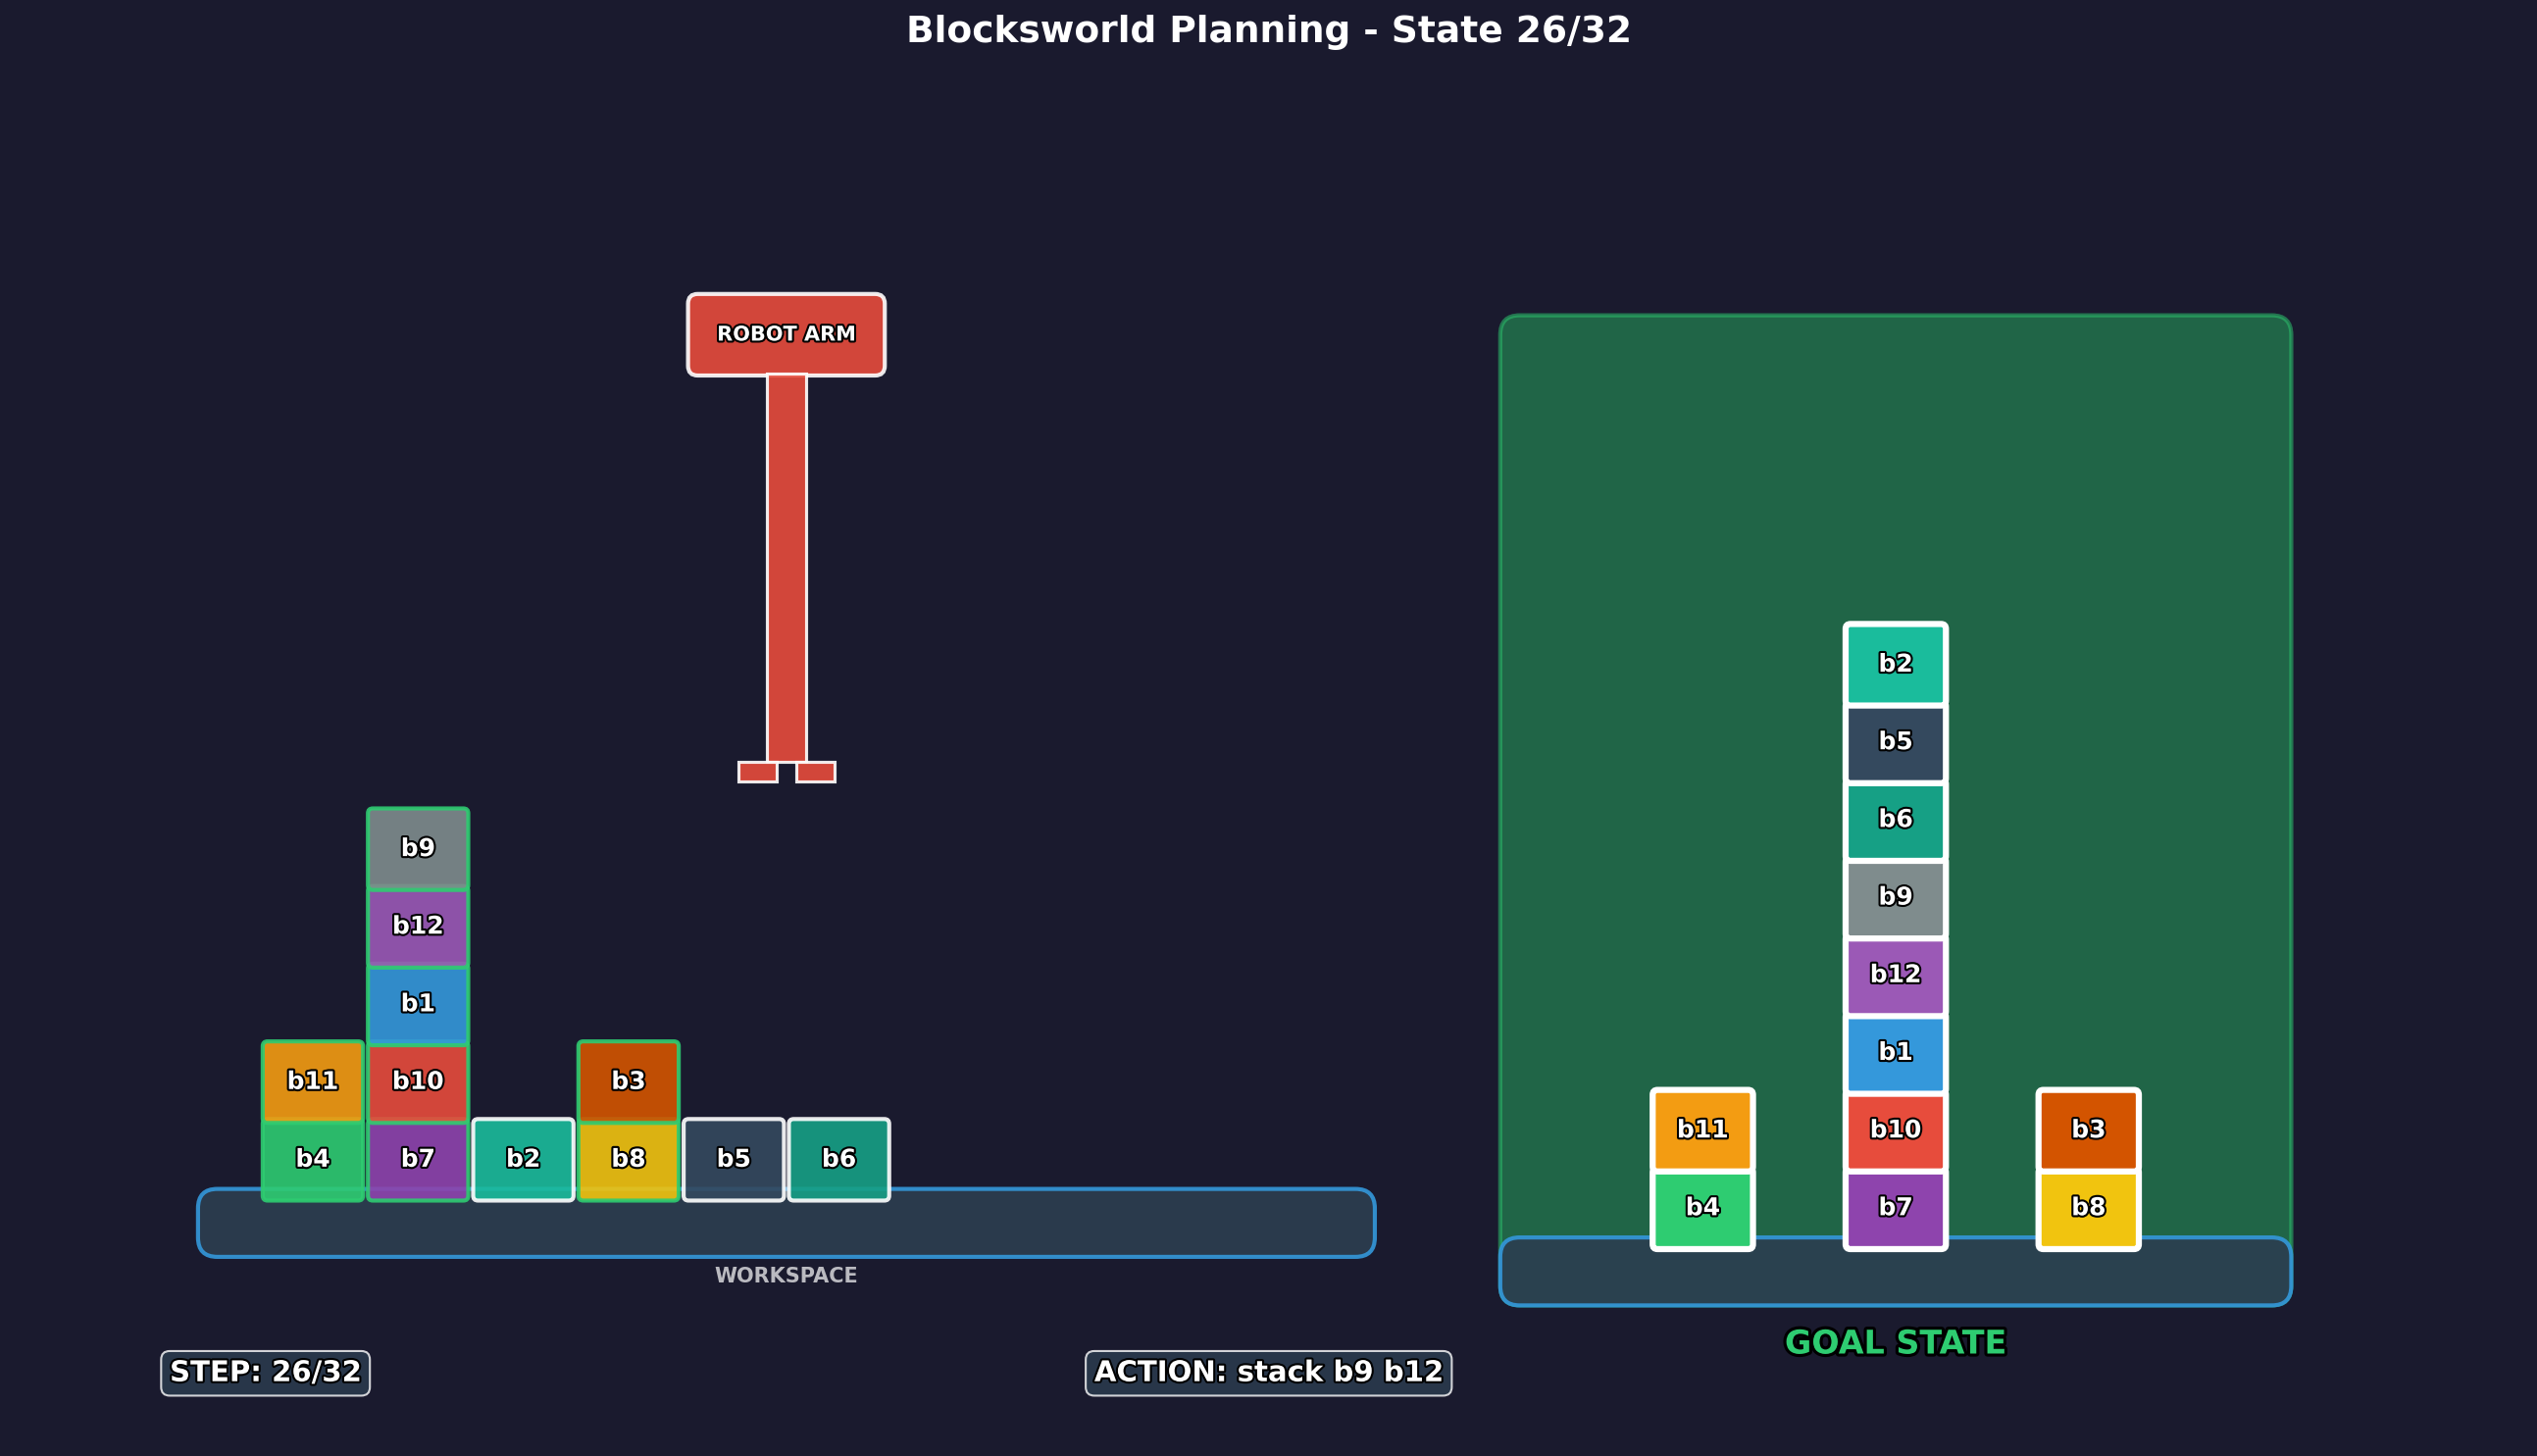 Blocksworld Planning - State 26/32
ROBOT ARM
b9
b12
b1
b11 b10 b3
b4 b7 b2 b8 b5 b6
WORKSPACE
b2
b5
b6
b9
b12
b1
b11 b10 b3
b4 b7 b8
GOAL STATE
STEP: 26/32
ACTION: stack b9 b12